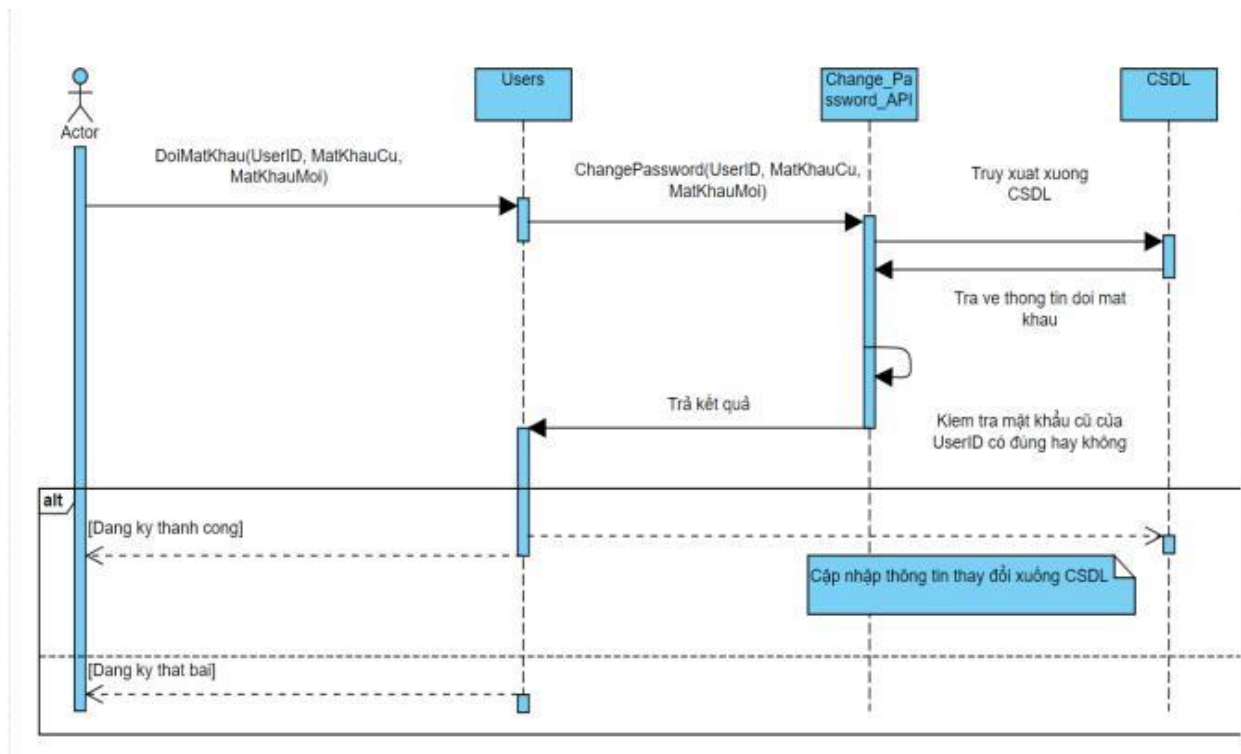 Users
Change_Pa
ssword_API
CSDL
Actor
DoiMatKhau(UserID, MatKhauCu,
MatKhauMoi)
ChangePassword(UserID, MatKhauCu,
MatKhauMoi)
Truy xuat xuong
CSDL
Tra ve thong tin doi mat
khau
Trả kết quả
Kiem tra mật khẩu cũ của
UserID có đúng hay không
alt
[Dang ky thanh cong]
Cập nhập thông tin thay đổi xuống CSDL
[Dang ky that bai]